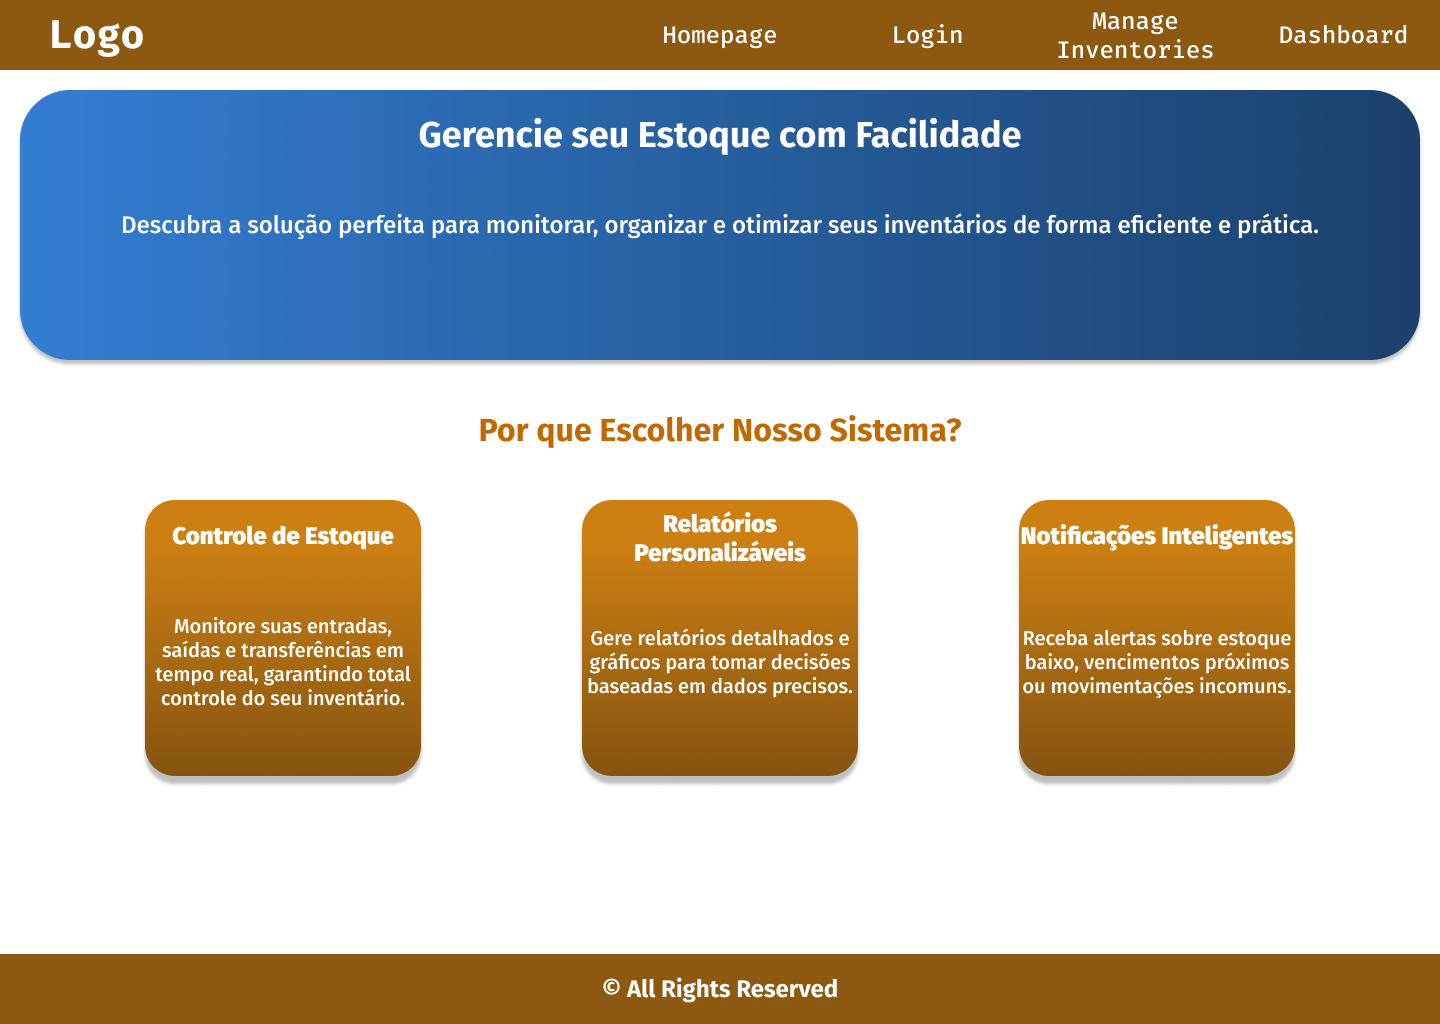 Logo
Homepage
Login
Manage
Inventories
Dashboard
Gerencie seu Estoque com Facilidade
Descubra a solução perfeita para monitorar, organizar e otimizar seus inventários de forma eficiente e prática.
Por que Escolher Nosso Sistema?
Controle de Estoque
Monitore suas entradas,
saídas e transferências em
tempo real, garantindo total
controle do seu inventário.
Relatórios
Personalizáveis
Gere relatórios detalhados e
gráficos para tomar decisões
baseadas em dados precisos.
Notificações Inteligentes
Receba alertas sobre estoque
baixo, vencimentos próximos
ou movimentações incomuns.
© All Rights Reserved